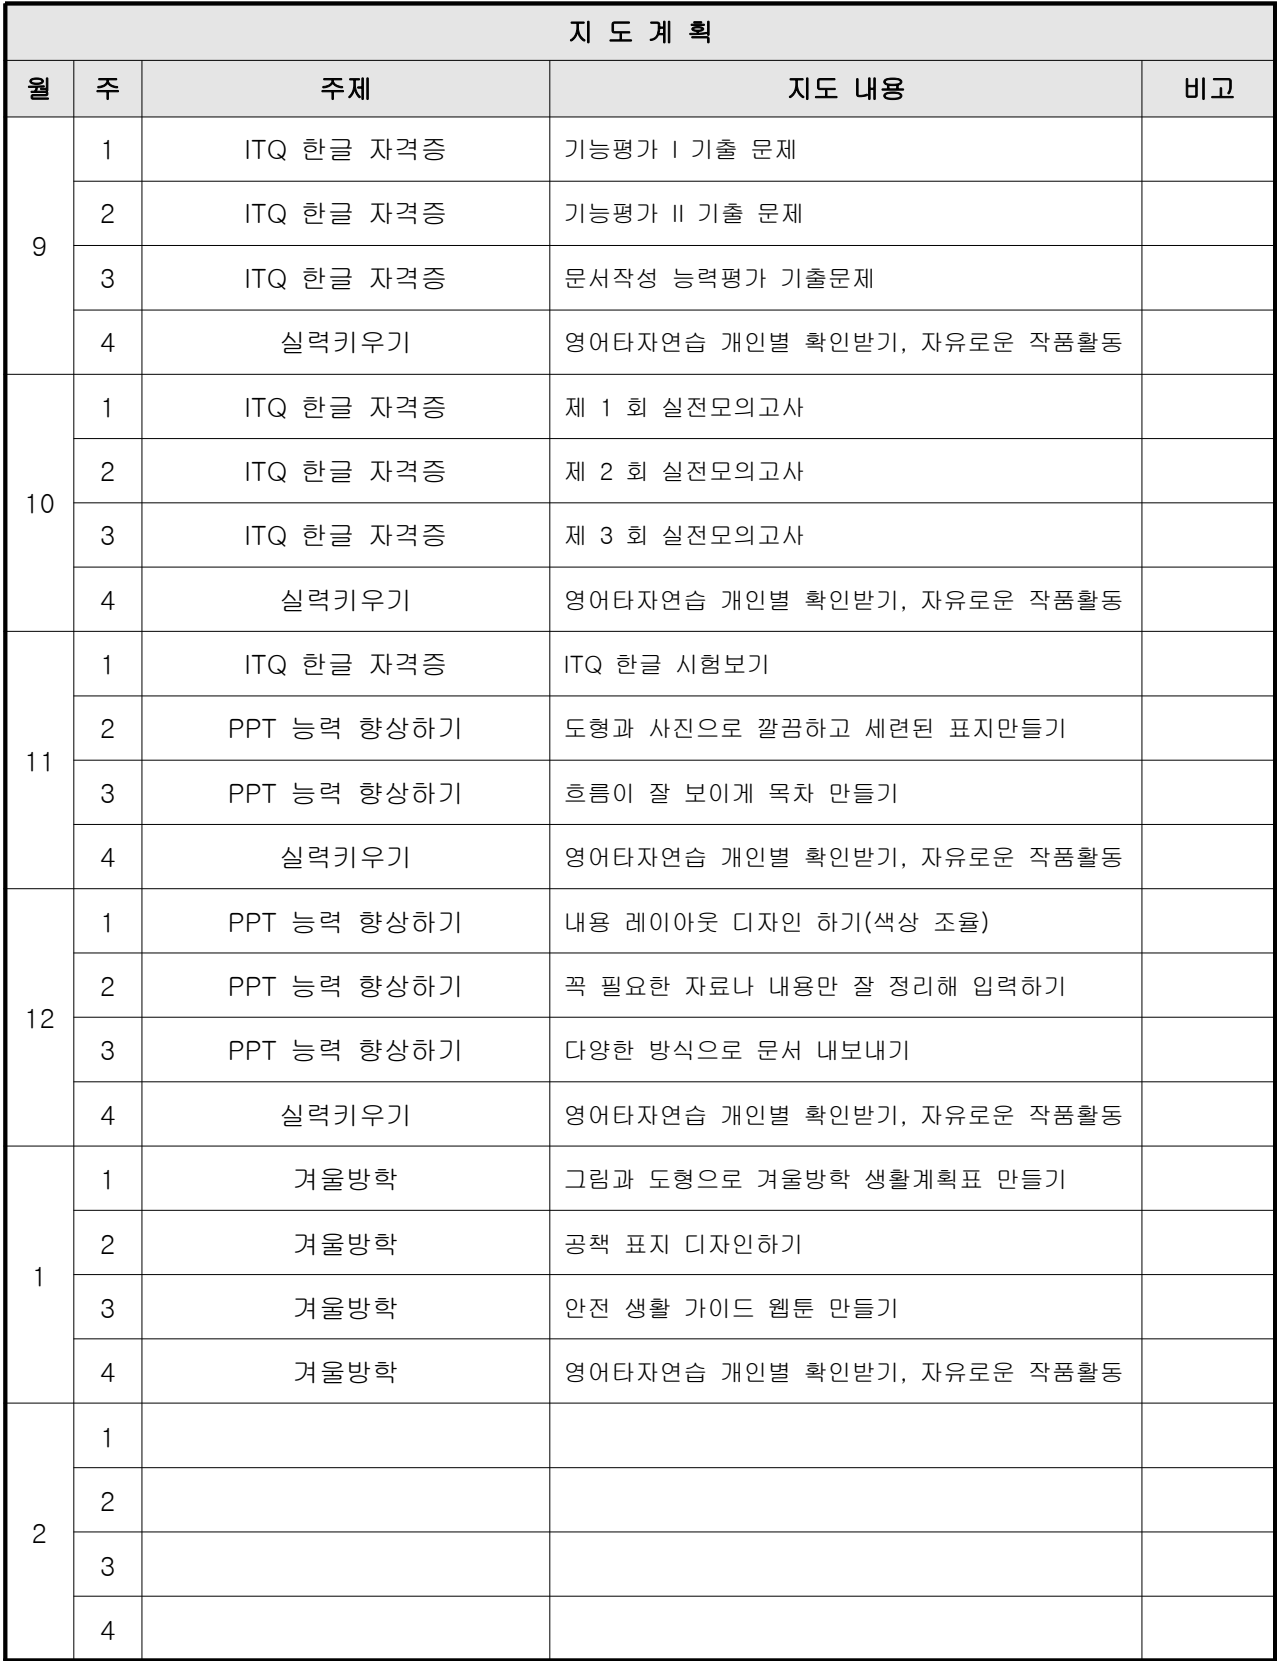 지 도 계 획
월 주 주제 지도 내용 비고
9
1 ITQ 한글 자격증 기능평가 I 기출 문제
2 ITQ 한글 자격증 기능평가 II 기출 문제
3 ITQ 한글 자격증 문서작성 능력평가 기출문제
4 실력키우기 영어타자연습 개인별 확인받기, 자유로운 작품활동
10
1 ITQ 한글 자격증 제 1 회 실전모의고사
2 ITQ 한글 자격증 제 2 회 실전모의고사
3 ITQ 한글 자격증 제 3 회 실전모의고사
4 실력키우기 영어타자연습 개인별 확인받기, 자유로운 작품활동
11
1 ITQ 한글 자격증 ITQ 한글 시험보기
2 PPT 능력 향상하기 도형과 사진으로 깔끔하고 세련된 표지만들기
3 PPT 능력 향상하기 흐름이 잘 보이게 목차 만들기
4 실력키우기 영어타자연습 개인별 확인받기, 자유로운 작품활동
12
1 PPT 능력 향상하기 내용 레이아웃 디자인 하기(색상 조율)
2 PPT 능력 향상하기 꼭 필요한 자료나 내용만 잘 정리해 입력하기
3 PPT 능력 향상하기 다양한 방식으로 문서 내보내기
4 실력키우기 영어타자연습 개인별 확인받기, 자유로운 작품활동
1
1 겨울방학 그림과 도형으로 겨울방학 생활계획표 만들기
2 겨울방학 공책 표지 디자인하기
3 겨울방학 안전 생활 가이드 웹툰 만들기
4 겨울방학 영어타자연습 개인별 확인받기, 자유로운 작품활동
2
1
2
3
4